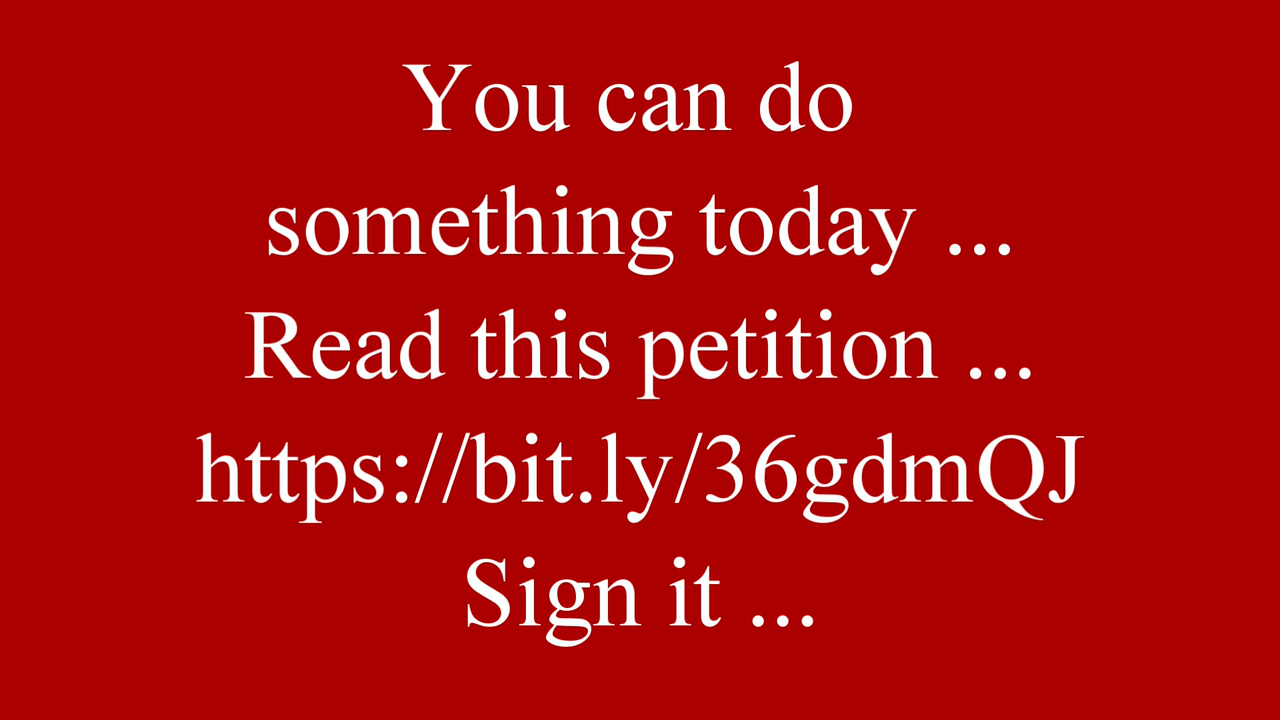 You can do
something today ...
Read this petition ...
https://bit.ly/36gdmQJ
Sign it ...